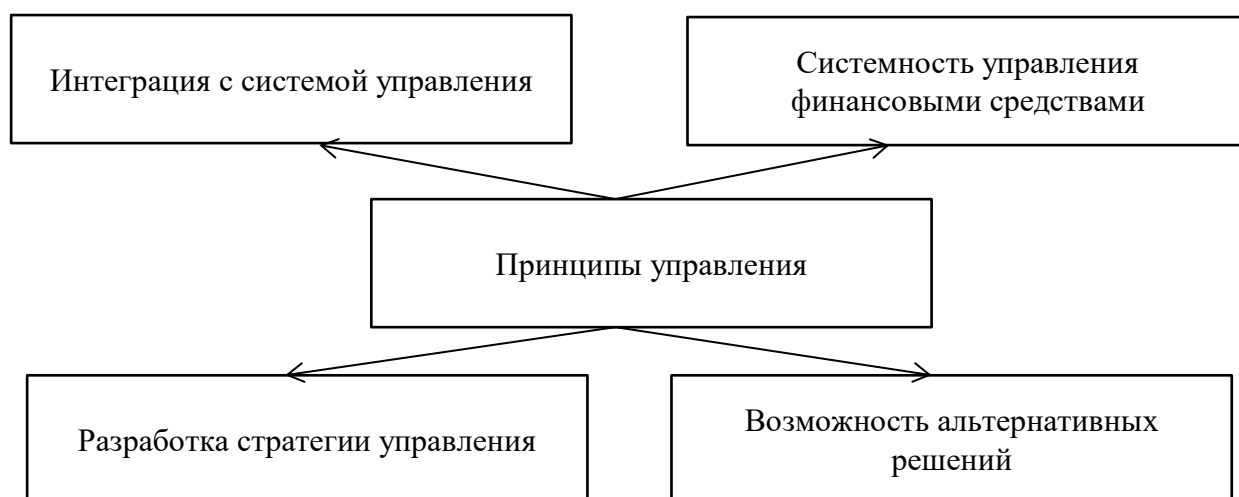 Интеграция с системой управления
Системность управления
финансовыми средствами
Принципы управления
Разработка стратегии управления
Возможность альтернативных
решений